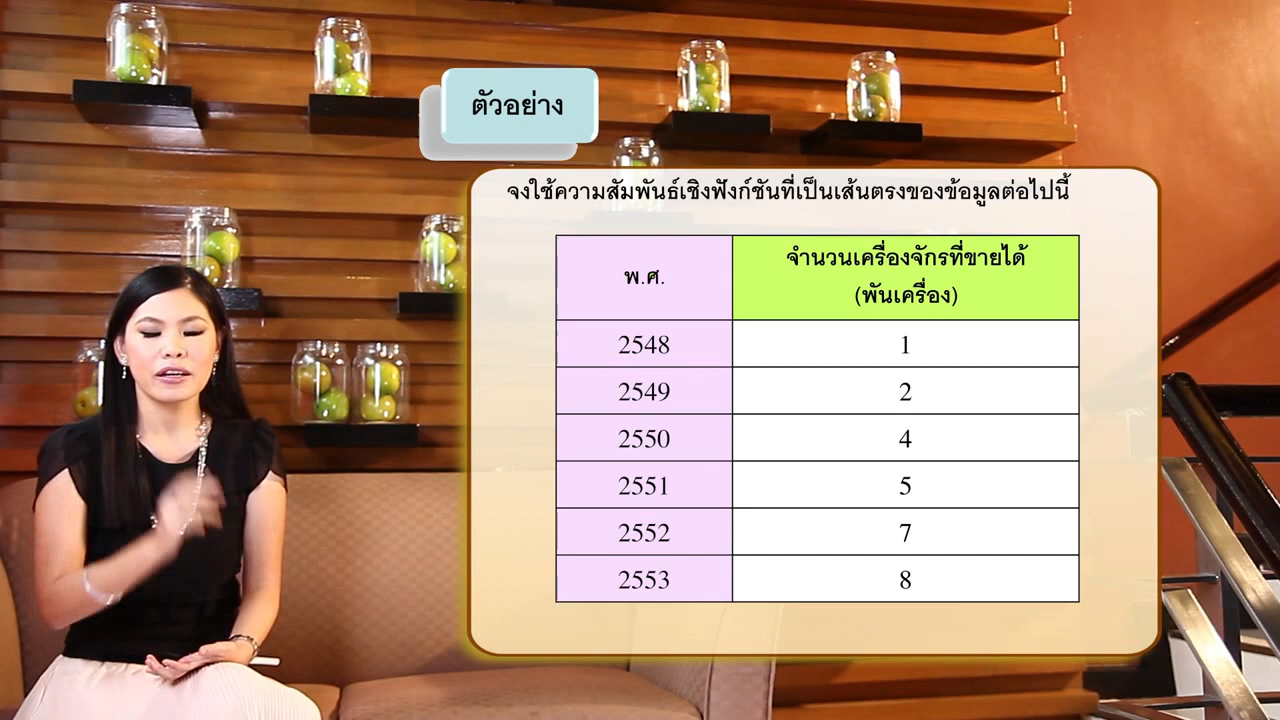 ตัวอย่าง
จงใช้ความสัมพันธ์เชิงฟังก์ชันที่เป็นเส้นตรงของข้อมูลต่อไปนี้
พ.ศ. จำนวนเครื่องจักรที่ขายได้
(พันเครื่อง)
2548 1
2549 2
2550 4
2551 5
2552 7
2553 8